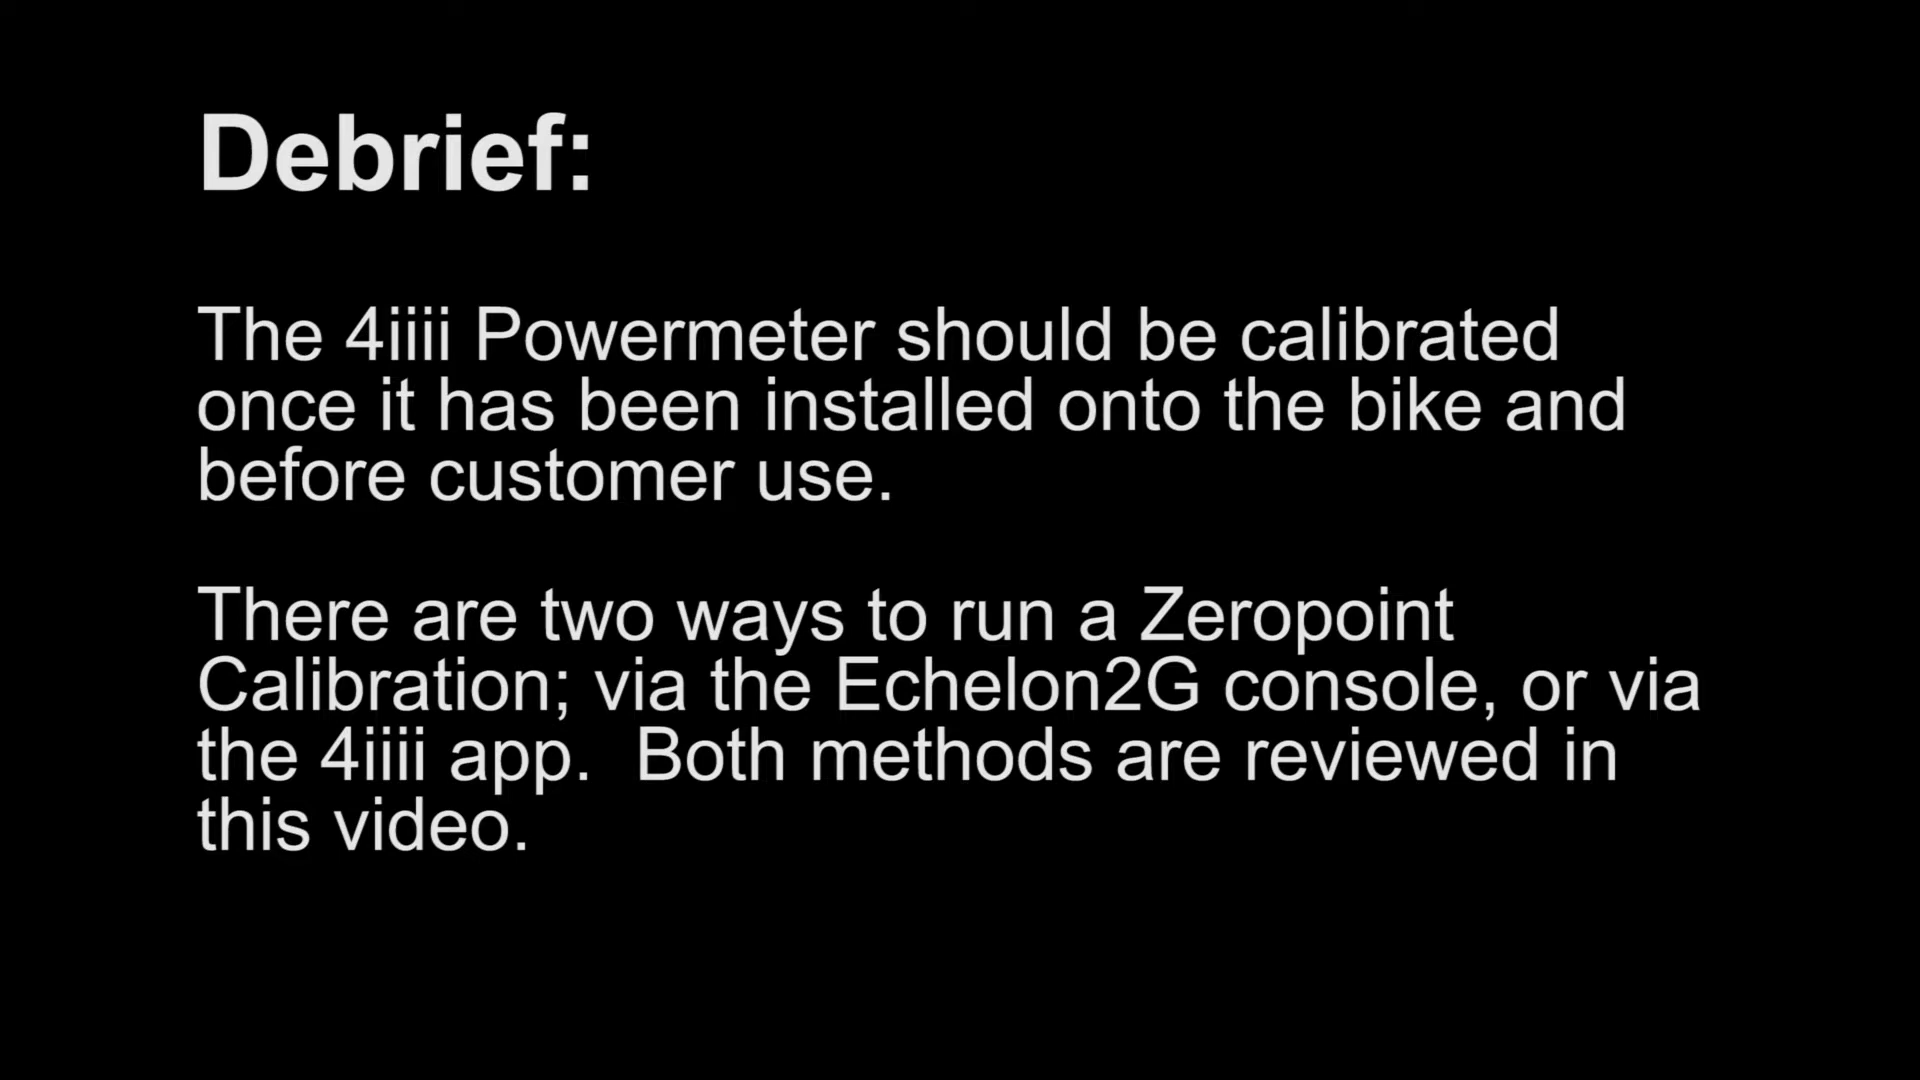 Debrief:
The 4iiii Powermeter should be calibrated
once it has been installed onto the bike and
before customer use.
There are two ways to run a Zeropoint
Calibration; via the Echelon2G console, or via
the 4iiii app.  Both methods are reviewed in
this video.